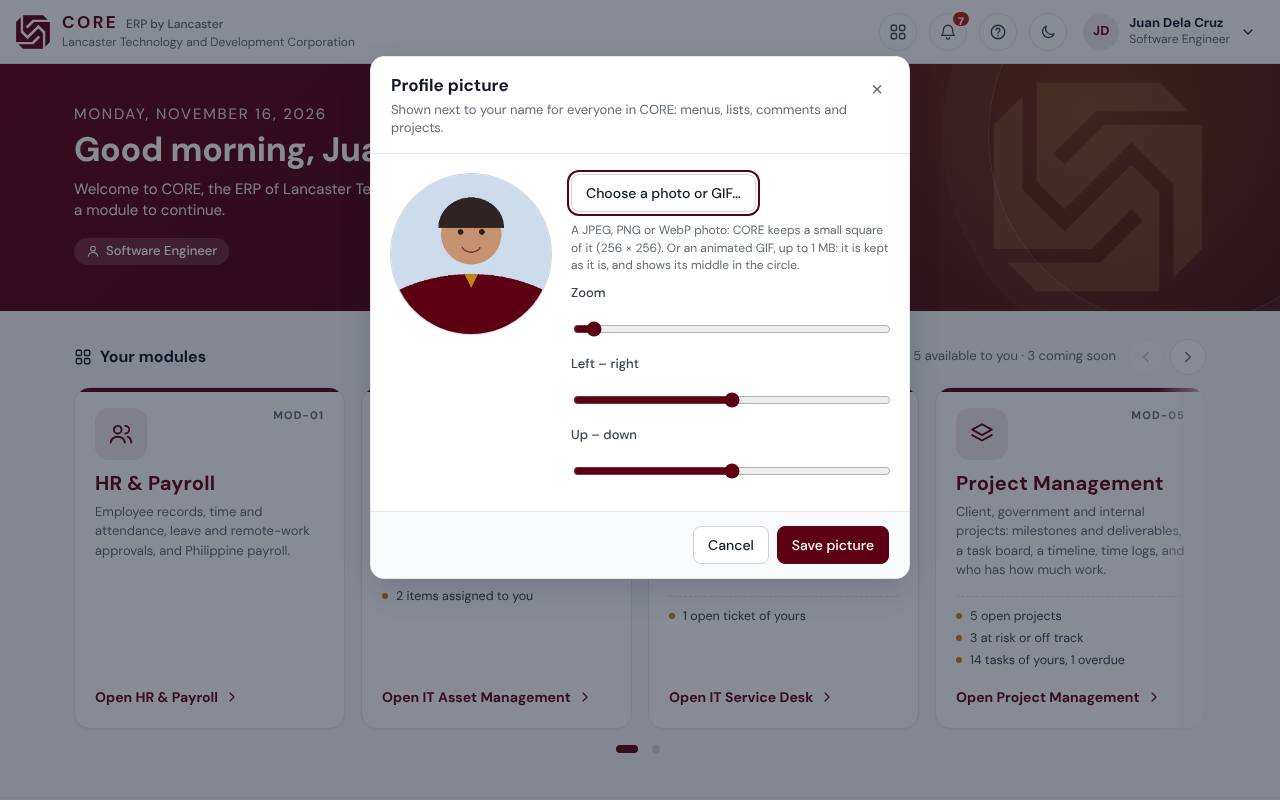 CORE ERP by Lancaster
Lancaster Technology and Development Corporation
7
JD
Juan Dela Cruz
Software Engineer
MONDAY, NOVEMBER 16, 2026
Good morning, Jua
Welcome to CORE, the ERP of Lancaster Te
a module to continue.
Software Engineer
Profile picture
Shown next to your name for everyone in CORE: menus, lists, comments and
projects.
Choose a photo or GIF…
A JPEG, PNG or WebP photo: CORE keeps a small square
of it (256 × 256). Or an animated GIF, up to 1 MB: it is kept
as it is, and shows its middle in the circle.
Zoom
Left – right
Up – down
Cancel
Save picture
Your modules
5 available to you · 3 coming soon
MOD-01
HR & Payroll
Employee records, time and
attendance, leave and remote-work
approvals, and Philippine payroll.
Open HR & Payroll
2 items assigned to you
Open IT Asset Management
1 open ticket of yours
Open IT Service Desk
MOD-05
Project Management
Client, government and internal
projects: milestones and deliverables,
a task board, a timeline, time logs, and
who has how much work.
5 open projects
3 at risk or off track
14 tasks of yours, 1 overdue
Open Project Management